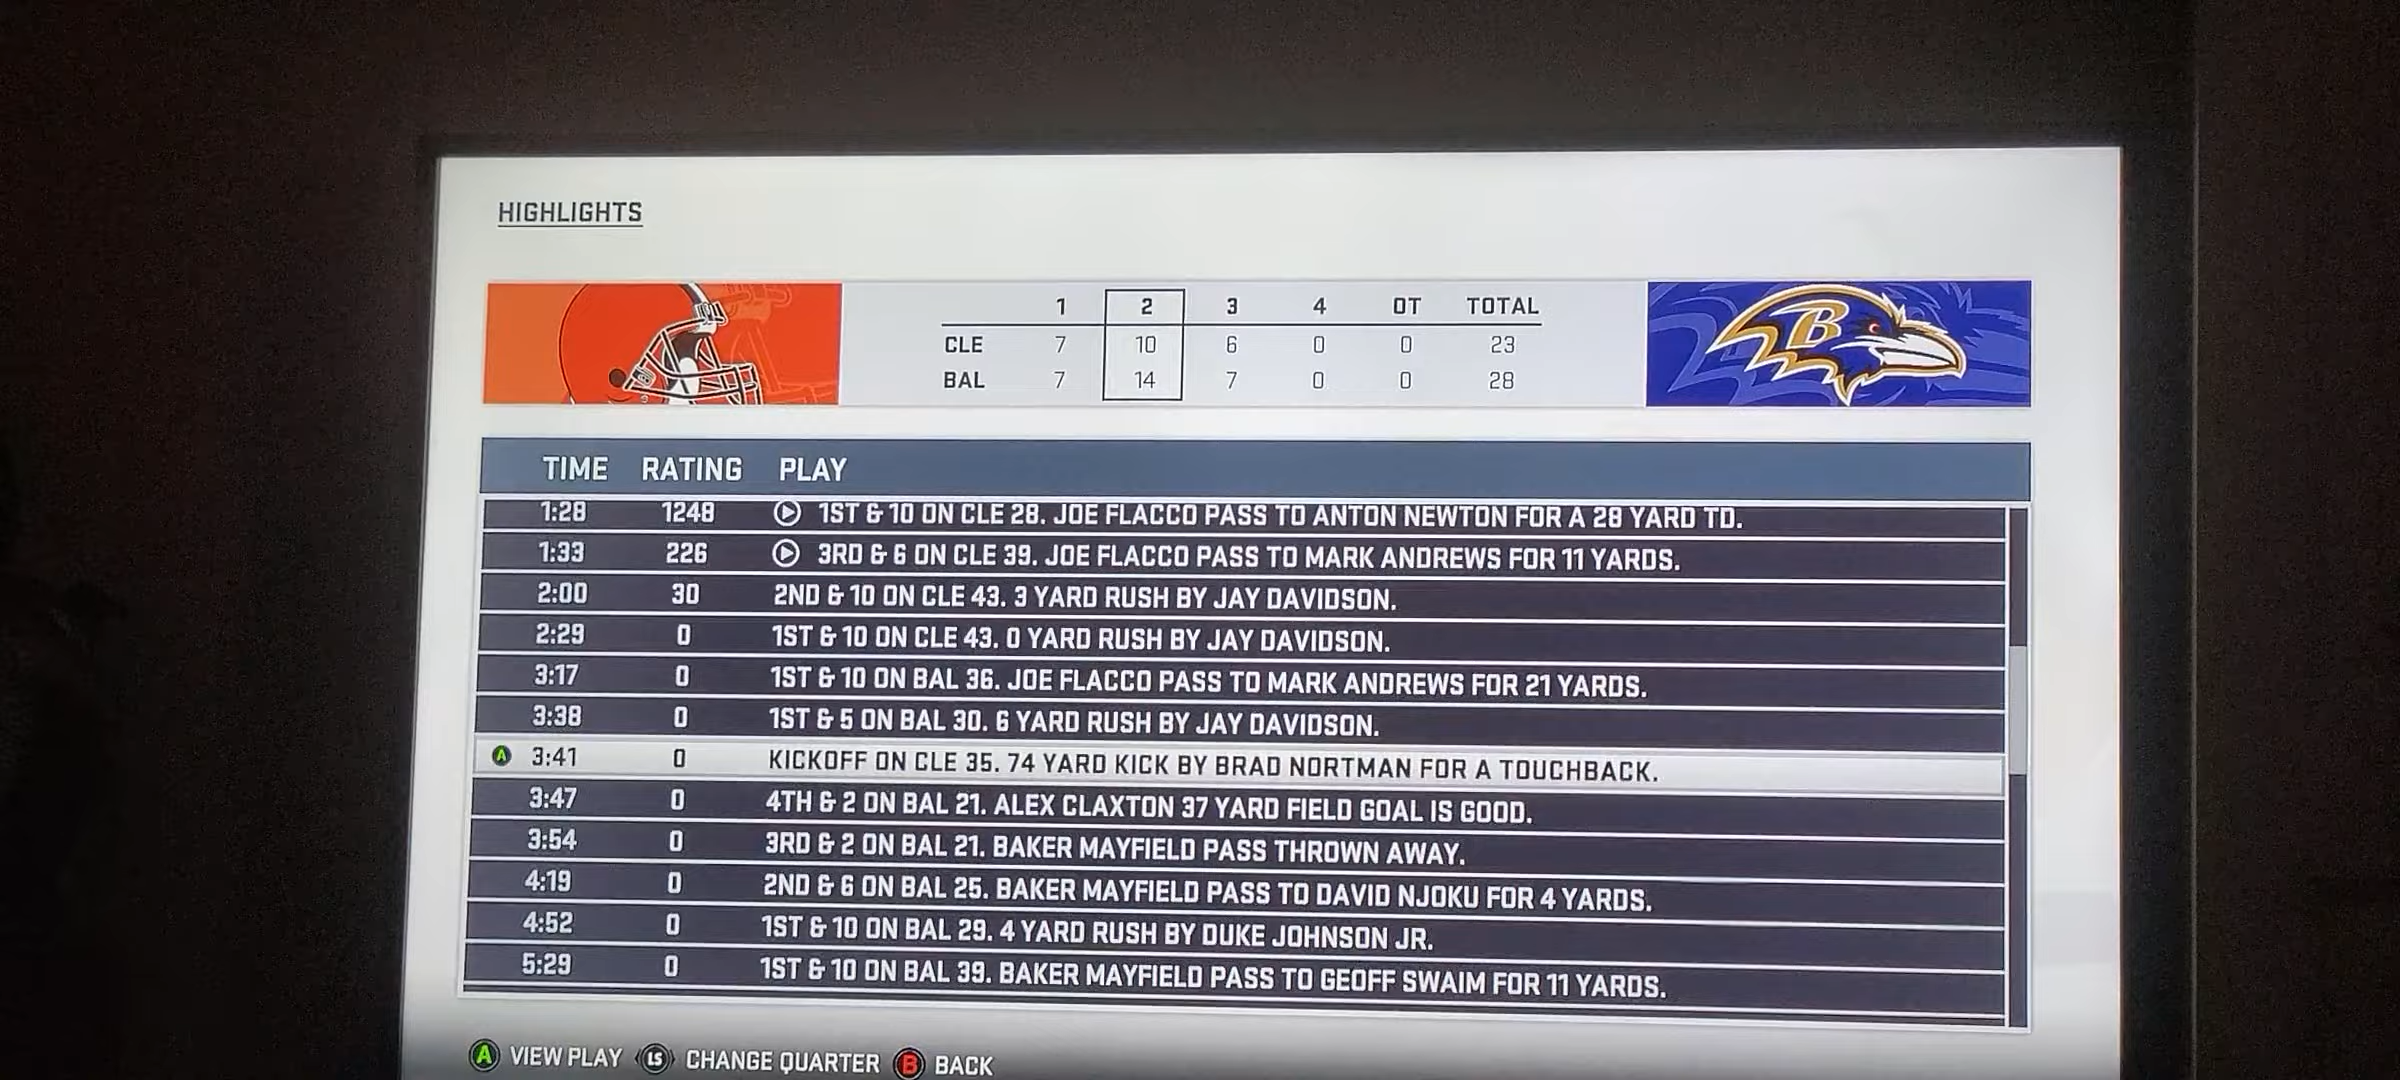 HIGHLIGHTS
1 2 3 4 OT TOTAL
CLE 7 10 6 0 0 23
BAL 7 14 7 0 0 28
B
TIME RATING PLAY
1:28 1248 1ST & 10 ON CLE 28. JOE FLACCO PASS TO ANTON NEWTON FOR A 28 YARD TD.
1:33 226 3RD & 6 ON CLE 39. JOE FLACCO PASS TO MARK ANDREWS FOR 11 YARDS.
2:00 30 2ND & 10 ON CLE 43. 3 YARD RUSH BY JAY DAVIDSON.
2:29 0 1ST & 10 ON CLE 43. 0 YARD RUSH BY JAY DAVIDSON.
3:17 0 1ST & 10 ON BAL 36. JOE FLACCO PASS TO MARK ANDREWS FOR 21 YARDS.
3:38 0 1ST & 5 ON BAL 30. 6 YARD RUSH BY JAY DAVIDSON.
A 3:41 0 KICKOFF ON CLE 35. 74 YARD KICK BY BRAD NORTMAN FOR A TOUCHBACK.
3:47 0 4TH & 2 ON BAL 21. ALEX CLAXTON 37 YARD FIELD GOAL IS GOOD.
3:54 0 3RD & 2 ON BAL 21. BAKER MAYFIELD PASS THROWN AWAY.
4:19 0 2ND & 6 ON BAL 25. BAKER MAYFIELD PASS TO DAVID NJOKU FOR 4 YARDS.
4:52 0 1ST & 10 ON BAL 29. 4 YARD RUSH BY DUKE JOHNSON JR.
5:29 0 1ST & 10 ON BAL 39. BAKER MAYFIELD PASS TO GEOFF SWAIM FOR 11 YARDS.
A VIEW PLAY LS CHANGE QUARTER B BACK